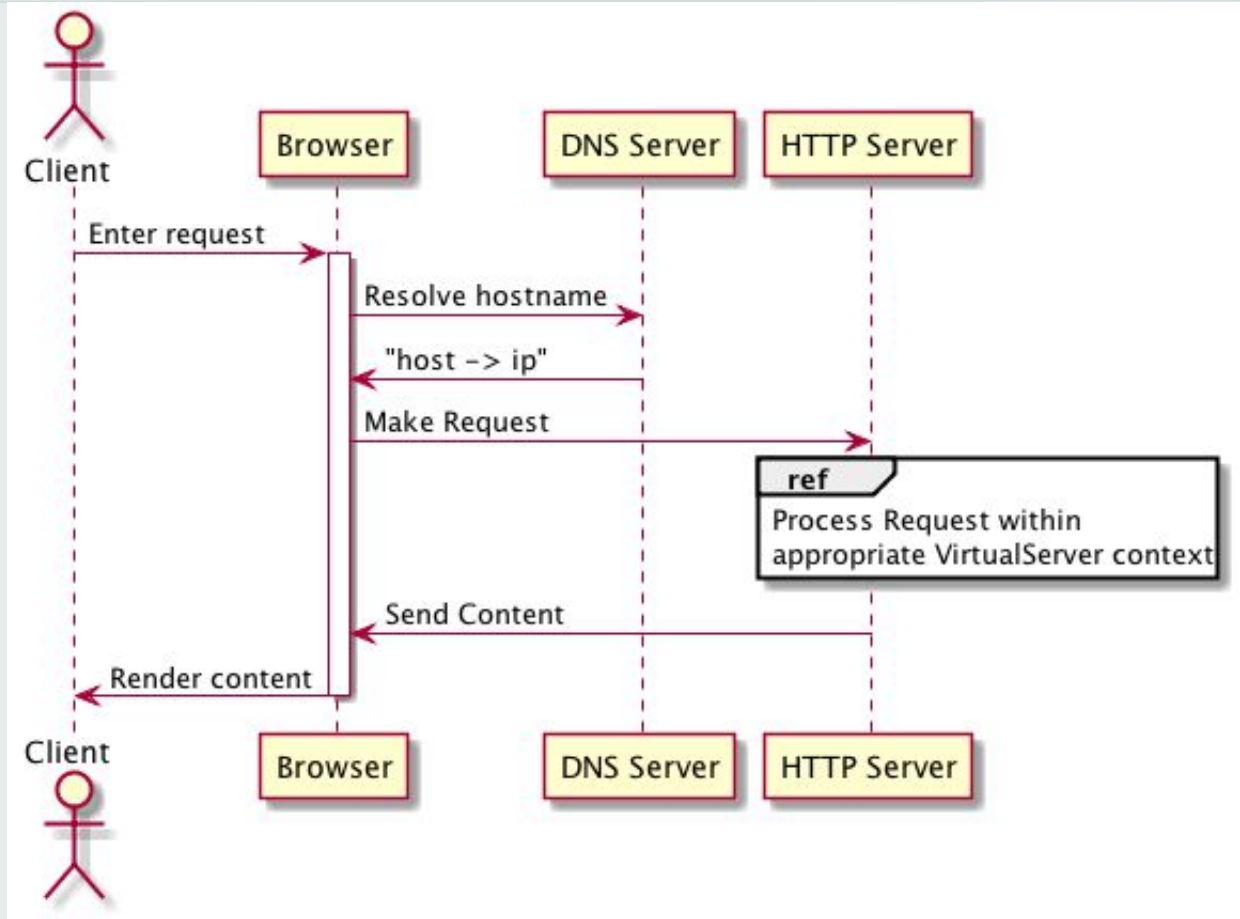 Client
Browser
DNS Server
HTTP Server
Enter request
Resolve hostname
"host -> ip"
Make Request
ref
Process Request within
appropriate VirtualServer context
Send Content
Render content
Client
Browser
DNS Server
HTTP Server